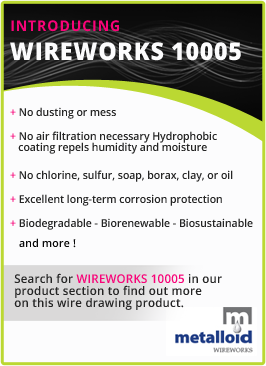 INTRODUCING
WIREWORKS 10005
+ No dusting or mess
+ No air filtration necessary Hydrophobic
coating repels humidity and moisture
+ No chlorine, sulfur, soap, borax, clay, or oil
+ Excellent long-term corrosion protection
+ Biodegradable - Biorenewable - Biosustainable
and more !
Search for WIREWORKS 10005 in our
product section to find out more
on this wire drawing product.
m
metalloid
WIREWORKS